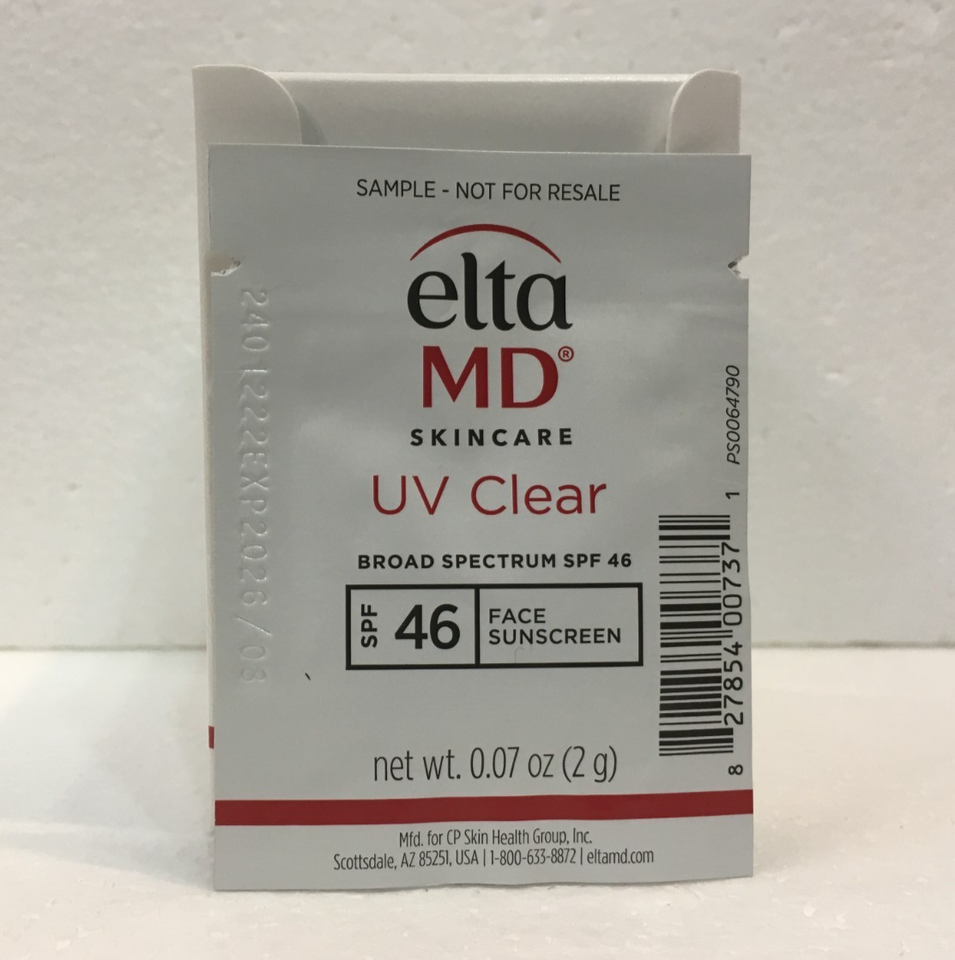 SAMPLE - NOT FOR RESALE
elta
MD®
SKINCARE
UV Clear
BROAD SPECTRUM SPF 46
SPF 46
FACE
SUNSCREEN
net wt. 0.07 oz (2 g)
Mfd. for CP Skin Health Group, Inc.
Scottsdale, AZ 85251, USA | 1-800-633-8872 | eltamd.com
2401222EXP2026/03
8 27854 00737 1
PS0064790